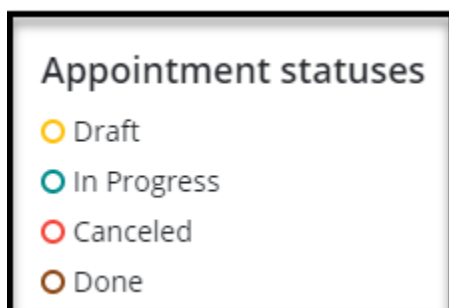 Appointment statuses
Draft
In Progress
Canceled
Done